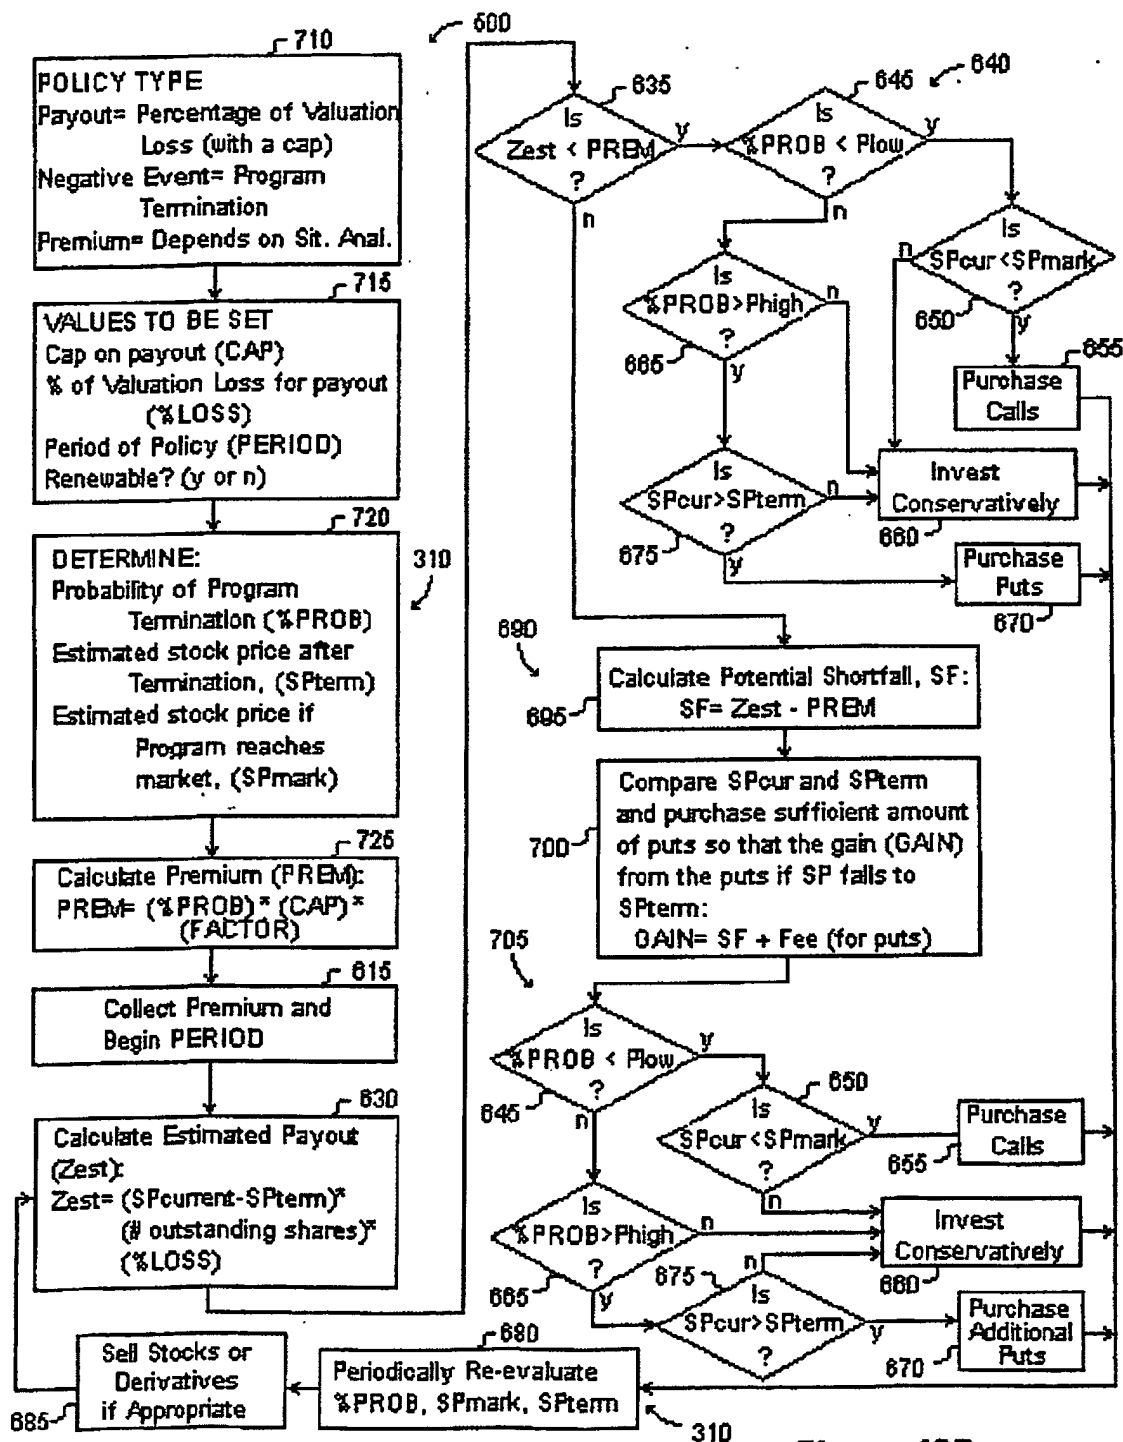 710
600
POLICY TYPE
Payout= Percentage of Valuation
Loss (with a cap)
Negative Event= Program
Termination
Premium= Depends on Sit. Anal.
715
VALUES TO BE SET
Cap on payout (CAP)
% of Valuation Loss for payout
(%LOSS)
Period of Policy (PERIOD)
Renewable? (y or n)
720
DETERMINE:
Probability of Program
Termination (%PROB)
Estimated stock price after
Termination, (SPterm)
Estimated stock price if
Program reaches
market, (SPmark)
310
725
Calculate Premium (PREM):
PREM= (%PROB)* (CAP)*
(FACTOR)
615
Collect Premium and
Begin PERIOD
630
Calculate Estimated Payout
(Zest):
Zest= (SPcurrent-SPterm)*
(# outstanding shares)*
(%LOSS)
635
Is
Zest < PREM
?
y
n
645
640
Is
%PROB < Plow
?
y
n
Is
SPcur<SPmark
?
n
650
y
655
Purchase
Calls
Is
%PROB>Phigh
?
n
665
y
Is
SPcur>SPterm
?
n
675
y
Invest
Conservatively
660
Purchase
Puts
670
690
Calculate Potential Shortfall, SF:
SF= Zest - PREM
695
Compare SPcur and SPterm
and purchase sufficient amount
of puts so that the gain (GAIN)
from the puts if SP falls to
SPterm:
GAIN= SF + Fee (for puts)
700
705
Is
%PROB < Plow
?
y
645
n
650
Is
SPcur<SPmark
?
y
n
655
Purchase
Calls
Is
%PROB>Phigh
?
n
665
y
Invest
Conservatively
660
675
n
Is
SPcur>SPterm
?
y
Purchase
Additional
Puts
670
680
Periodically Re-evaluate
%PROB, SPmark, SPterm
310
Sell Stocks or
Derivatives
if Appropriate
685